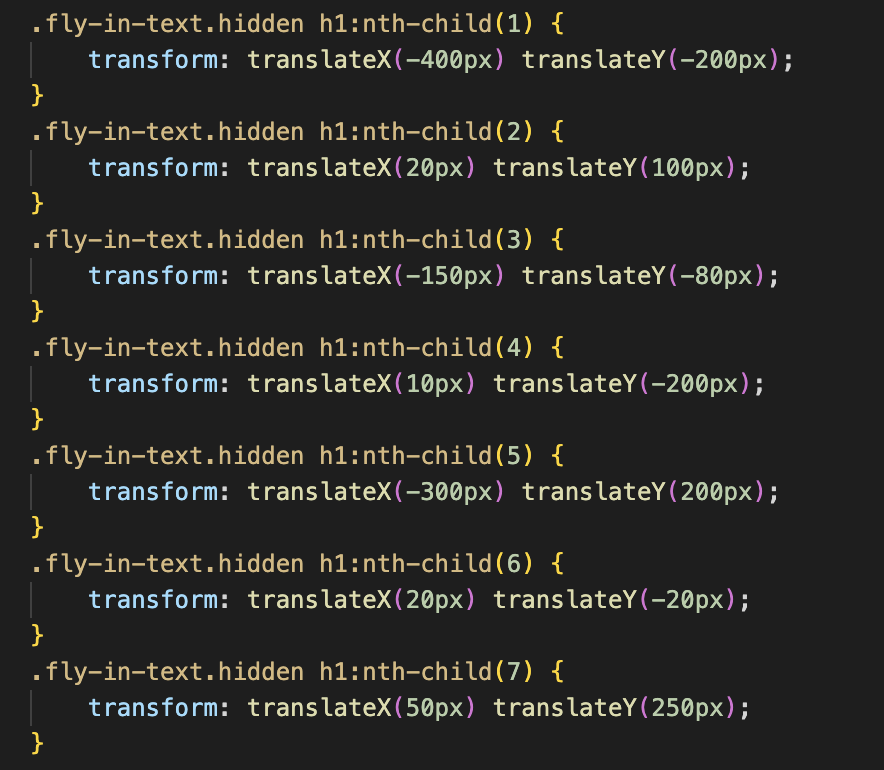 .fly-in-text.hidden h1:nth-child(1) {
    transform: translateX(-400px) translateY(-200px);
}
.fly-in-text.hidden h1:nth-child(2) {
    transform: translateX(20px) translateY(100px);
}
.fly-in-text.hidden h1:nth-child(3) {
    transform: translateX(-150px) translateY(-80px);
}
.fly-in-text.hidden h1:nth-child(4) {
    transform: translateX(10px) translateY(-200px);
}
.fly-in-text.hidden h1:nth-child(5) {
    transform: translateX(-300px) translateY(200px);
}
.fly-in-text.hidden h1:nth-child(6) {
    transform: translateX(20px) translateY(-20px);
}
.fly-in-text.hidden h1:nth-child(7) {
    transform: translateX(50px) translateY(250px);
}